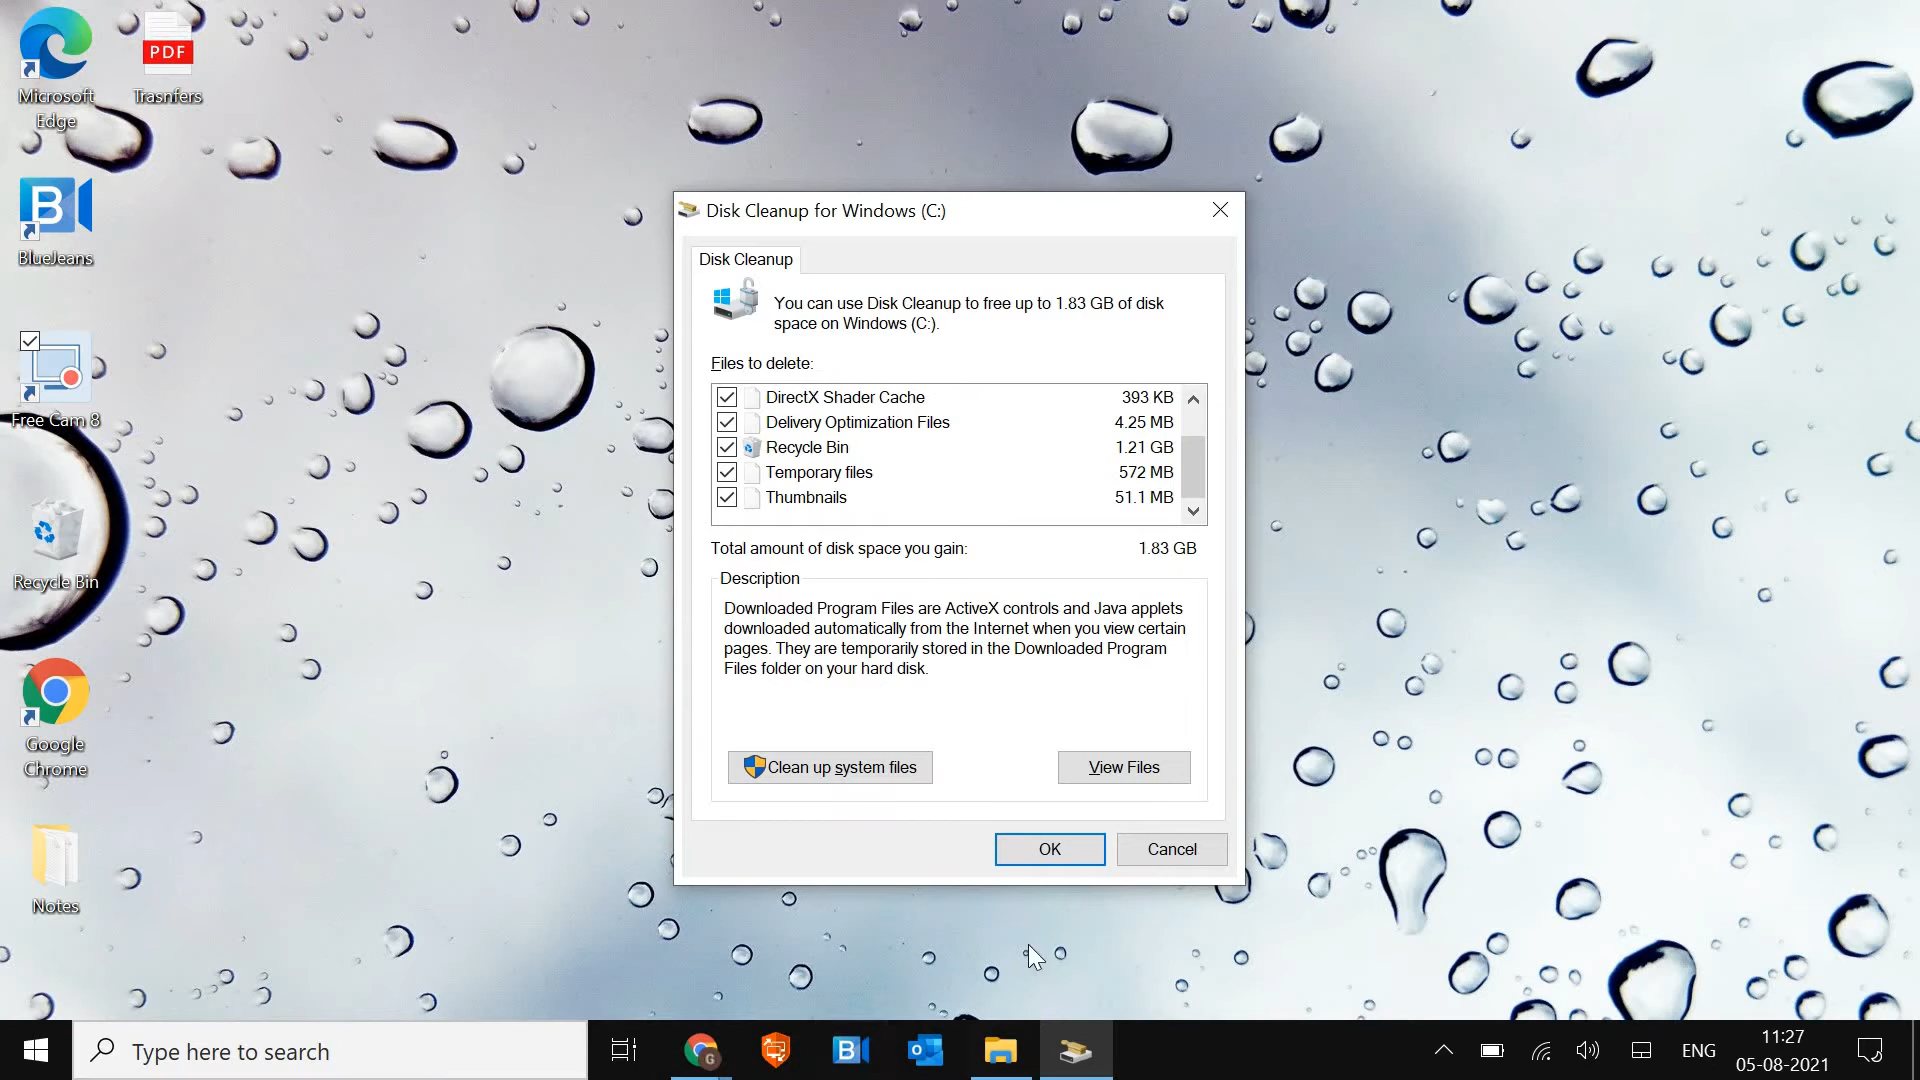 Microsoft
Edge
PDF
Trasnfers
B
BlueJeans
Free Cam 8
Recycle Bin
Google
Chrome
Notes
Disk Cleanup for Windows (C:)
Disk Cleanup
You can use Disk Cleanup to free up to 1.83 GB of disk
space on Windows (C:).
Files to delete:
DirectX Shader Cache 393 KB
Delivery Optimization Files 4.25 MB
Recycle Bin 1.21 GB
Temporary files 572 MB
Thumbnails 51.1 MB
Total amount of disk space you gain: 1.83 GB
Description
Downloaded Program Files are ActiveX controls and Java applets
downloaded automatically from the Internet when you view certain
pages. They are temporarily stored in the Downloaded Program
Files folder on your hard disk.
Clean up system files View Files
OK Cancel
Type here to search
G
B
ENG
11:27
05-08-2021